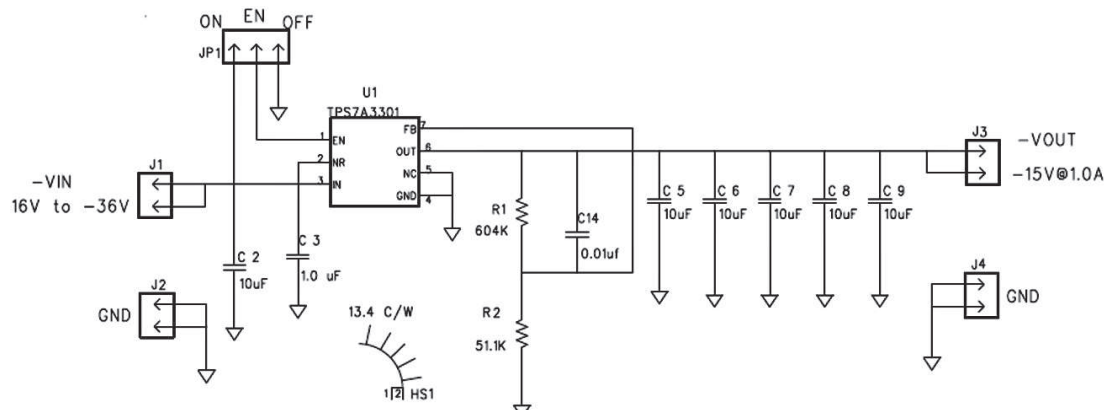 ON EN OFF
JP1
U1
TPS7A3301
1 EN
2 NR
3 IN
FB 7
OUT 6
NC 5
GND 4
J1
-VIN
16V to -36V
J2
GND
C 2
10uF
C 3
1.0 uF
R1
604K
C14
0.01uf
R2
51.1K
C 5
10uF
C 6
10uF
C 7
10uF
C 8
10uF
C 9
10uF
J3
-VOUT
-15V@1.0A
J4
GND
13.4 C/W
1 2 HS1